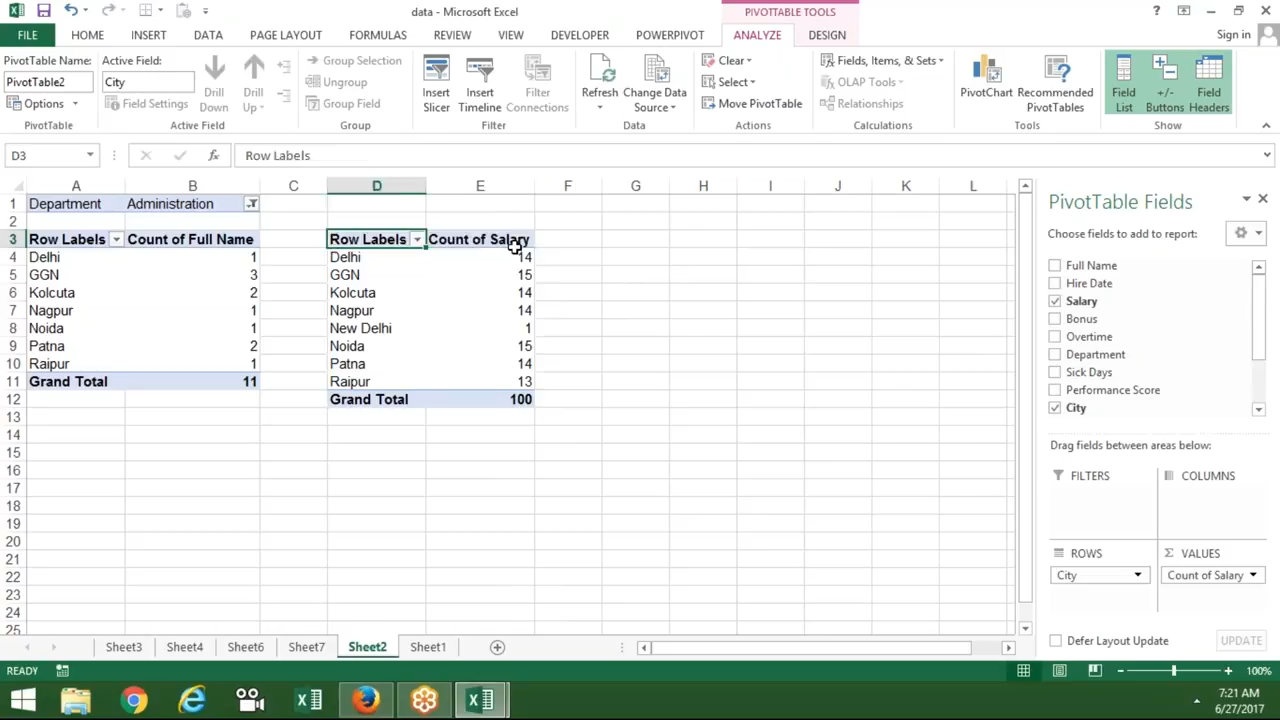 data - Microsoft Excel
PIVOTTABLE TOOLS
?
FILE HOME INSERT DATA PAGE LAYOUT FORMULAS REVIEW VIEW DEVELOPER POWERPIVOT ANALYZE DESIGN Sign in
PivotTable Name:
PivotTable2
Options
PivotTable
Active Field:
City
Field Settings
Drill Down
Drill Up
Active Field
Group Selection
Ungroup
Group Field
Group
Insert Slicer
Insert Timeline
Filter Connections
Filter
Refresh
Change Data Source
Data
Clear
Select
Move PivotTable
Actions
Fields, Items, & Sets
OLAP Tools
Relationships
Calculations
PivotChart
Recommended PivotTables
Tools
Field List
+/- Buttons
Field Headers
Show
D3 fx Row Labels
A B C D E F G H I J K L
1 Department Administration
2
3 Row Labels Count of Full Name Row Labels Count of Salary
4 Delhi 1 Delhi 14
5 GGN 3 GGN 15
6 Kolcuta 2 Kolcuta 14
7 Nagpur 1 Nagpur 14
8 Noida 1 New Delhi 1
9 Patna 2 Noida 15
10 Raipur 1 Patna 14
11 Grand Total 11 Raipur 13
12 Grand Total 100
13
14
15
16
17
18
19
20
21
22
23
24
25
PivotTable Fields
Choose fields to add to report:
Full Name
Hire Date
Salary
Bonus
Overtime
Department
Sick Days
Performance Score
City
Drag fields between areas below:
FILTERS COLUMNS
ROWS Σ VALUES
City Count of Salary
Defer Layout Update UPDATE
Sheet3 Sheet4 Sheet6 Sheet7 Sheet2 Sheet1
READY 100%
7:21 AM
6/27/2017